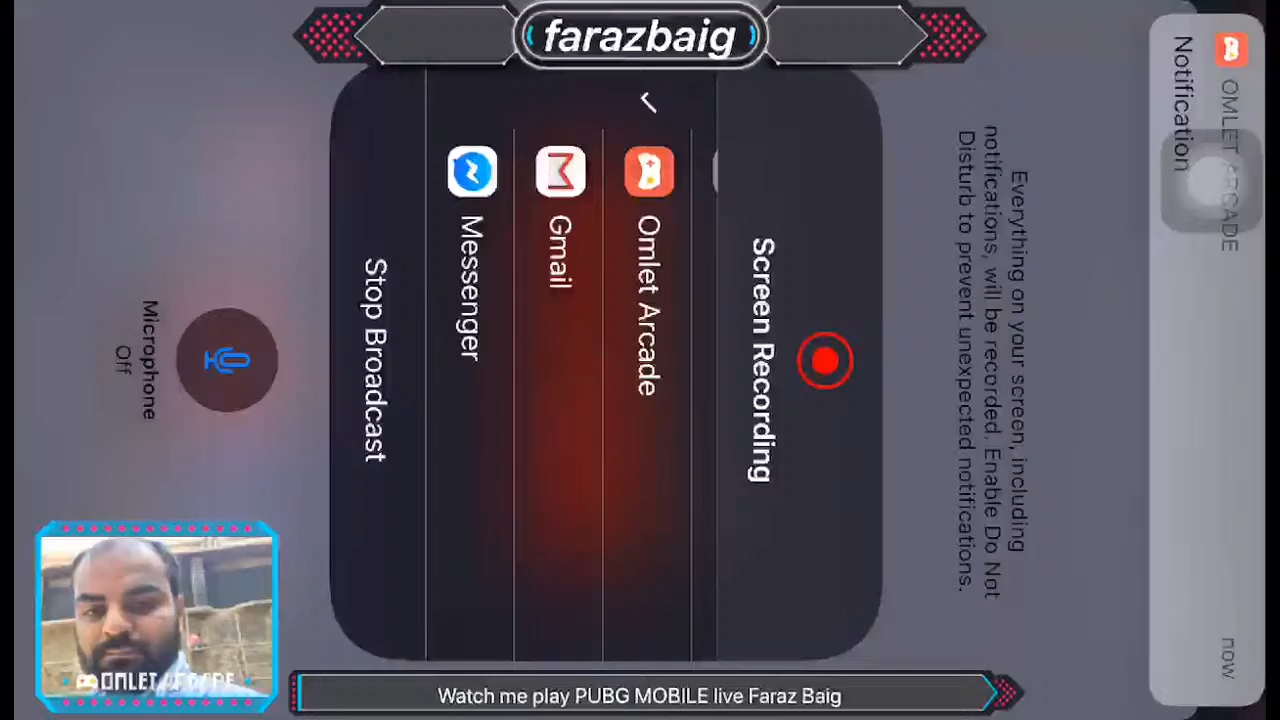 farazbaig
OMLET ARCADE
now
Notification
Everything on your screen, including
notifications, will be recorded. Enable Do Not
Disturb to prevent unexpected notifications.
Screen Recording
Omlet Arcade
Gmail
Messenger
Stop Broadcast
Microphone
Off
OMLET ARCADE
Watch me play PUBG MOBILE live Faraz Baig